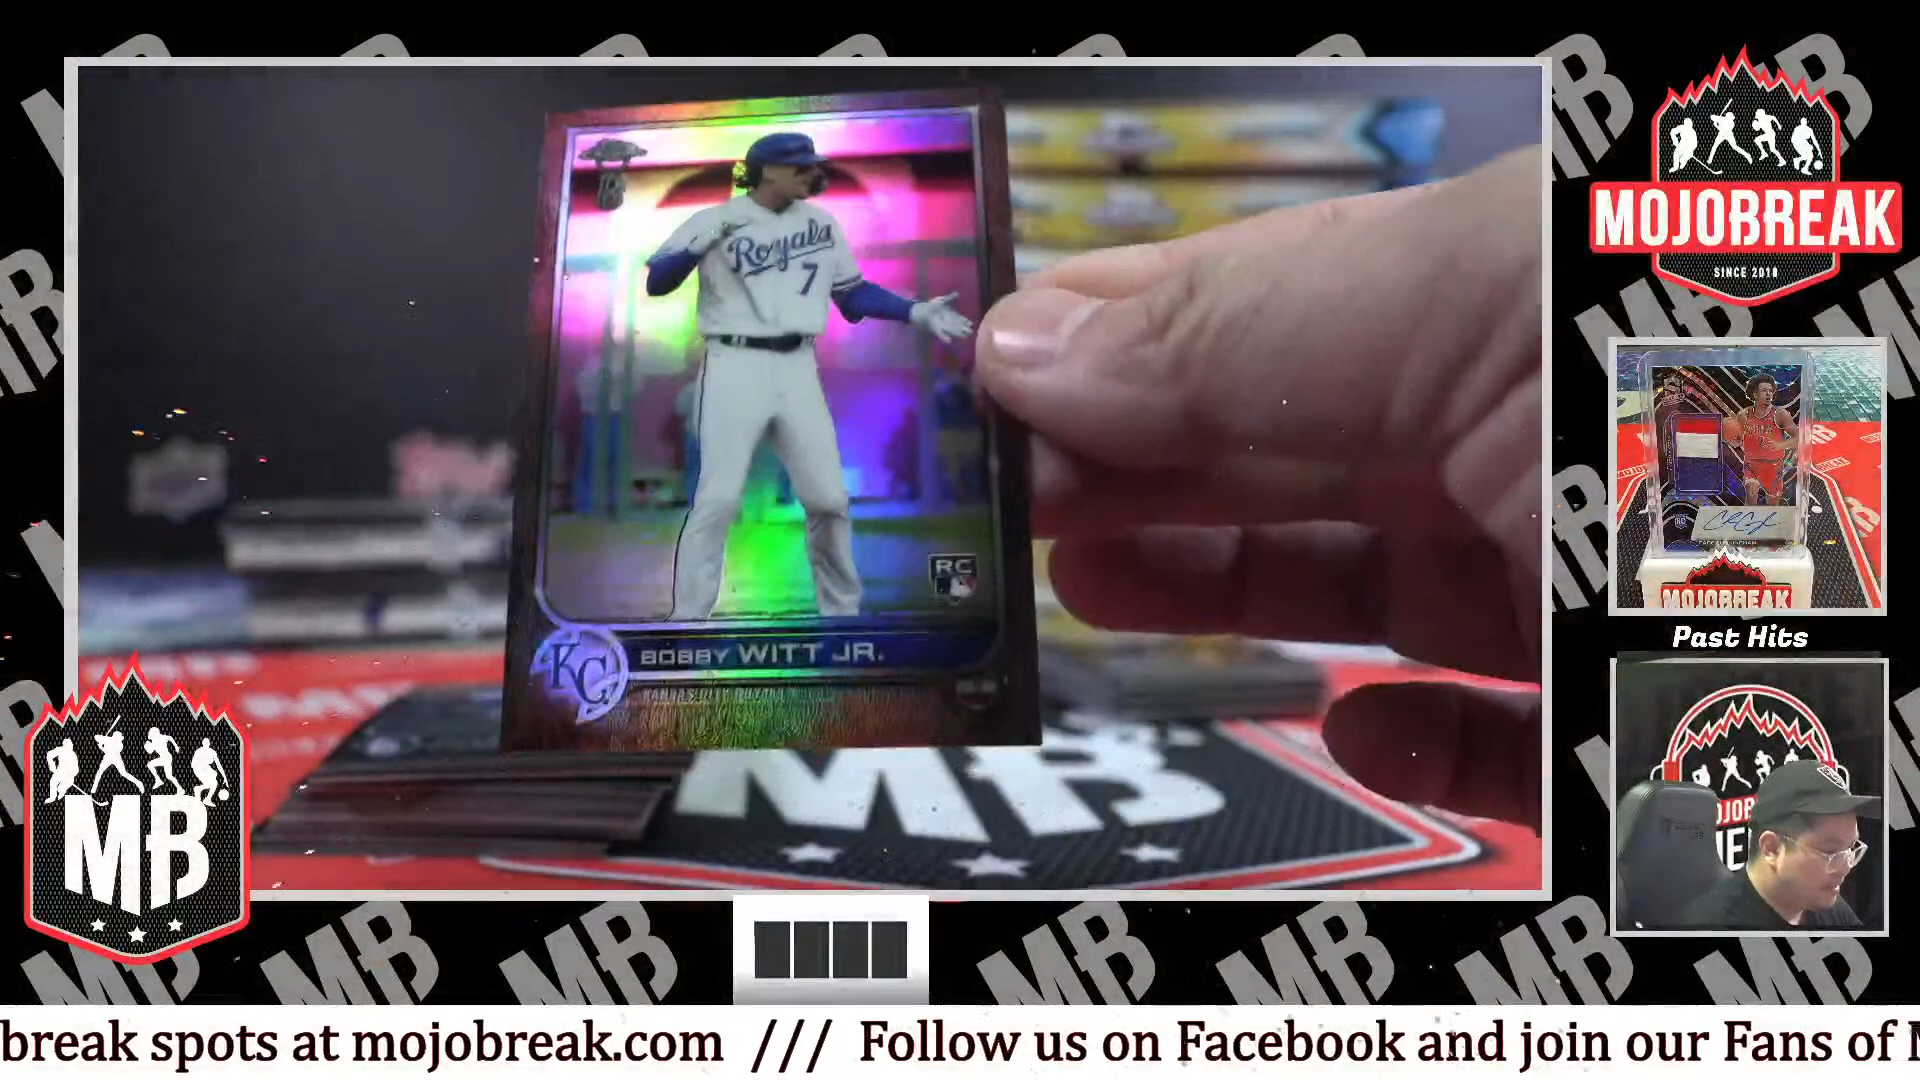 Royals
7
RC
KC
BOBBY WITT JR.
MB
MB
MOJOBREAK
SINCE 2018
MOJOBREAK
Past Hits
break spots at mojobreak.com /// Follow us on Facebook and join our Fans of